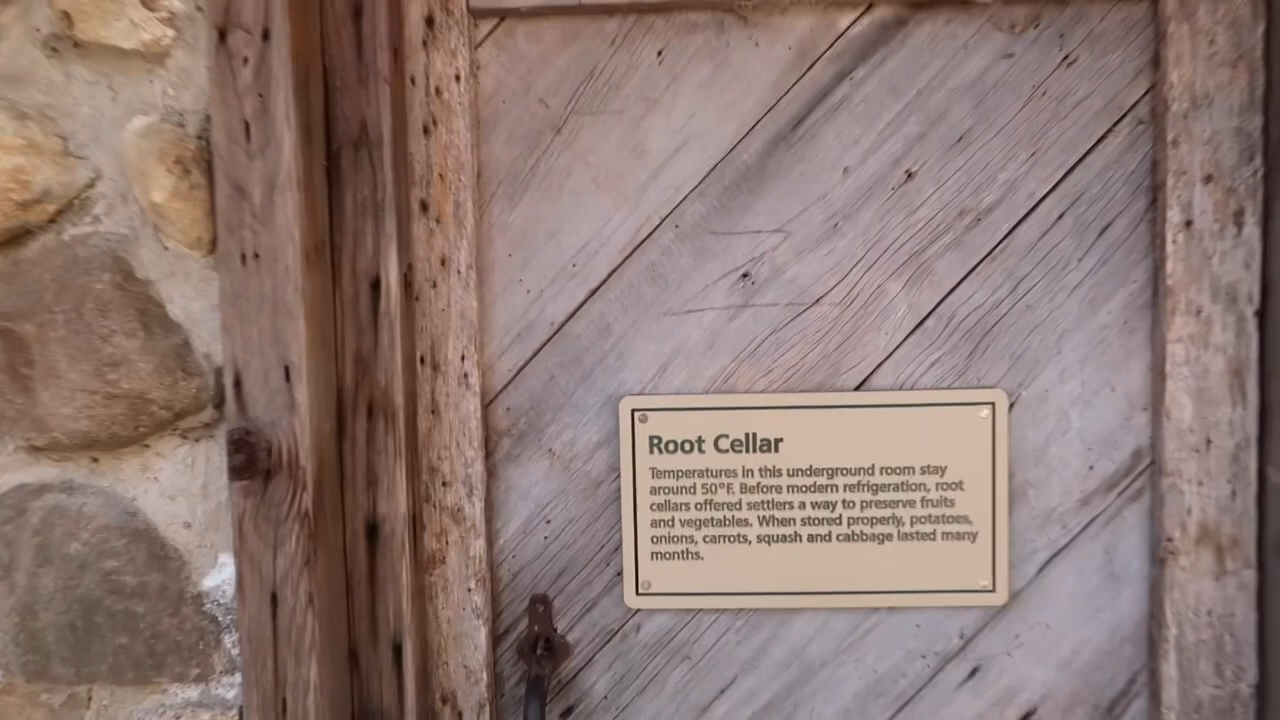 Root Cellar
Temperatures in this underground room stay
around 50°F. Before modern refrigeration, root
cellars offered settlers a way to preserve fruits
and vegetables. When stored properly, potatoes,
onions, carrots, squash and cabbage lasted many
months.